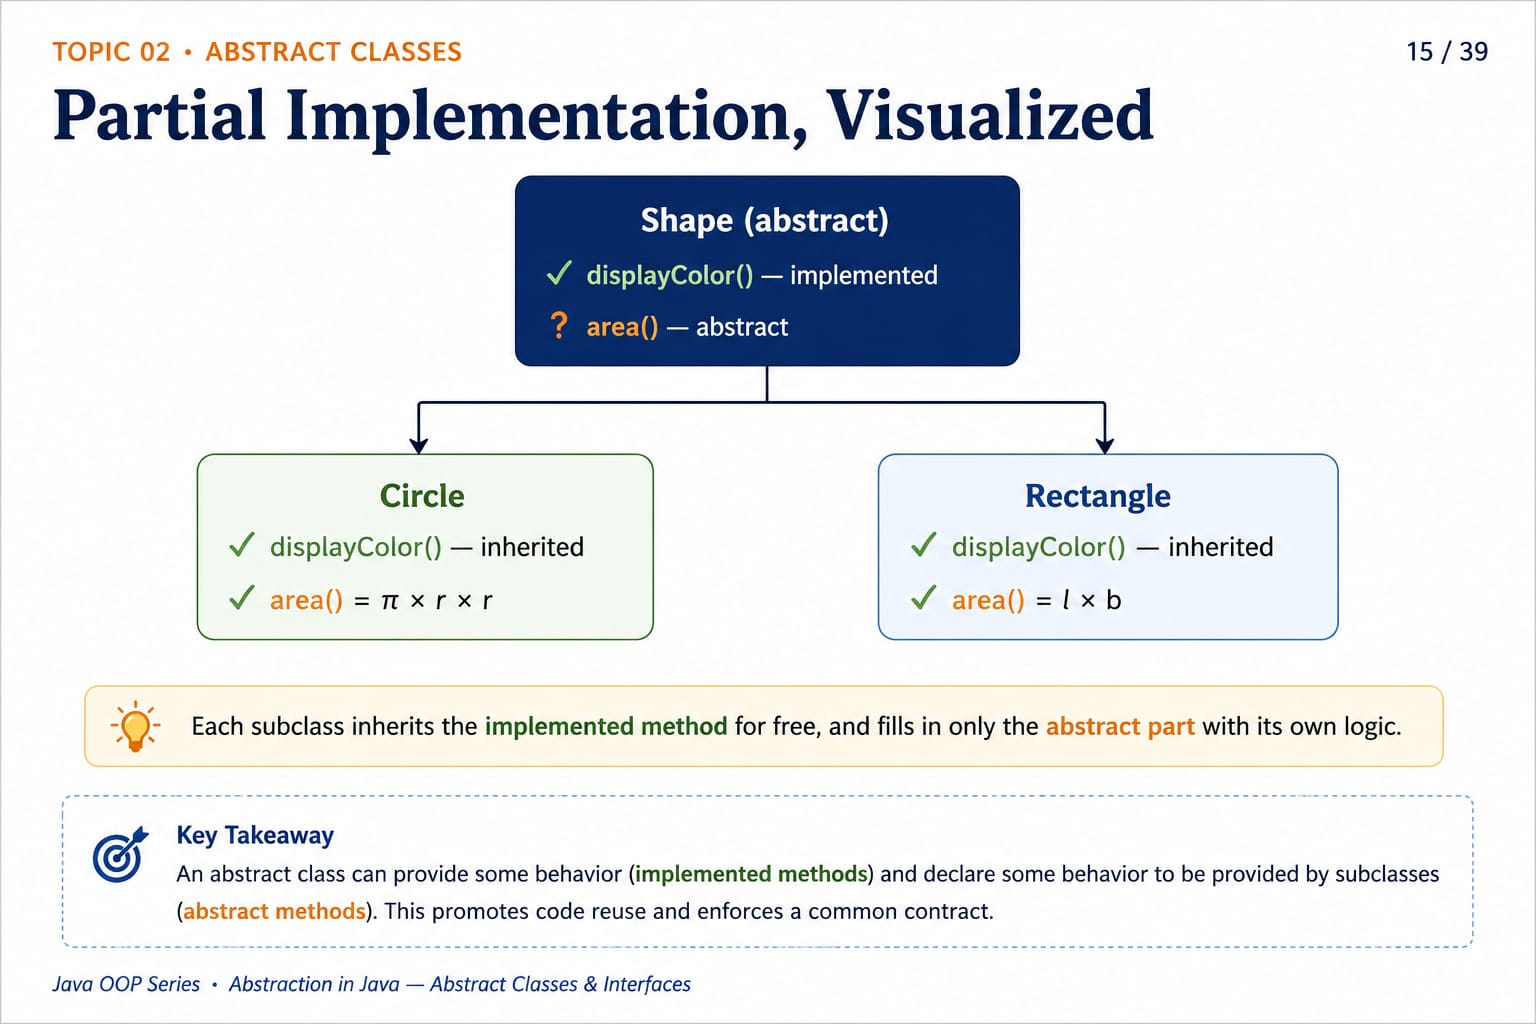 TOPIC 02 • ABSTRACT CLASSES
15 / 39
Partial Implementation, Visualized
Shape (abstract)
✓ displayColor() — implemented
? area() — abstract
Circle
✓ displayColor() — inherited
✓ area() = π × r × r
Rectangle
✓ displayColor() — inherited
✓ area() = l × b
Each subclass inherits the implemented method for free, and fills in only the abstract part with its own logic.
Key Takeaway
An abstract class can provide some behavior (implemented methods) and declare some behavior to be provided by subclasses
(abstract methods). This promotes code reuse and enforces a common contract.
Java OOP Series • Abstraction in Java — Abstract Classes & Interfaces